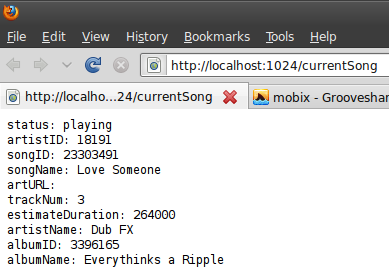 File Edit View History Bookmarks Tools Help
http://localhost:1024/currentSong
http://localho...24/currentSong mobix - Grooveshar
status: playing
artistID: 18191
songID: 23303491
songName: Love Someone
artURL:
trackNum: 3
estimateDuration: 264000
artistName: Dub FX
albumID: 3396165
albumName: Everythinks a Ripple